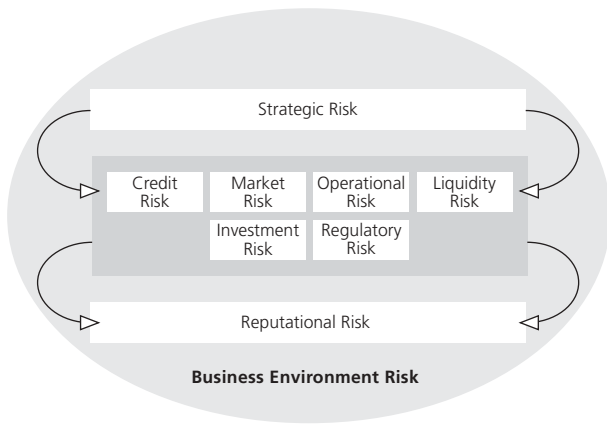 Strategic Risk
Credit
Risk
Market
Risk
Operational
Risk
Liquidity
Risk
Investment
Risk
Regulatory
Risk
Reputational Risk
Business Environment Risk